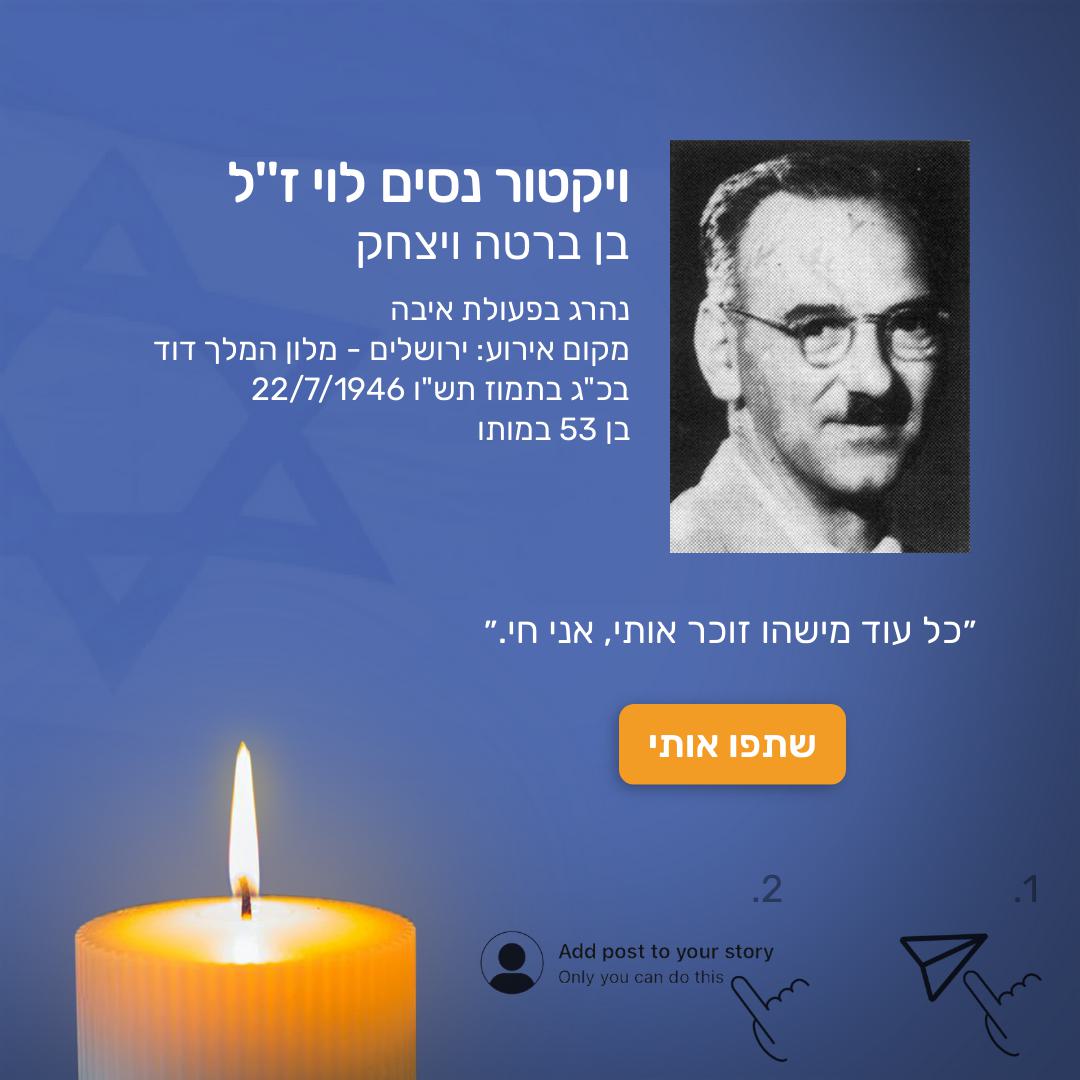 ויקטור נסים לוי ז"ל
בן ברטה ויצחק
נהרג בפעולת איבה
מקום אירוע: ירושלים - מלון המלך דוד
בכ"ג בתמוז תש"ו 22/7/1946
בן 53 במותו
״כל עוד מישהו זוכר אותי, אני חי.״
שתפו אותי
.1
.2
Add post to your story
Only you can do this